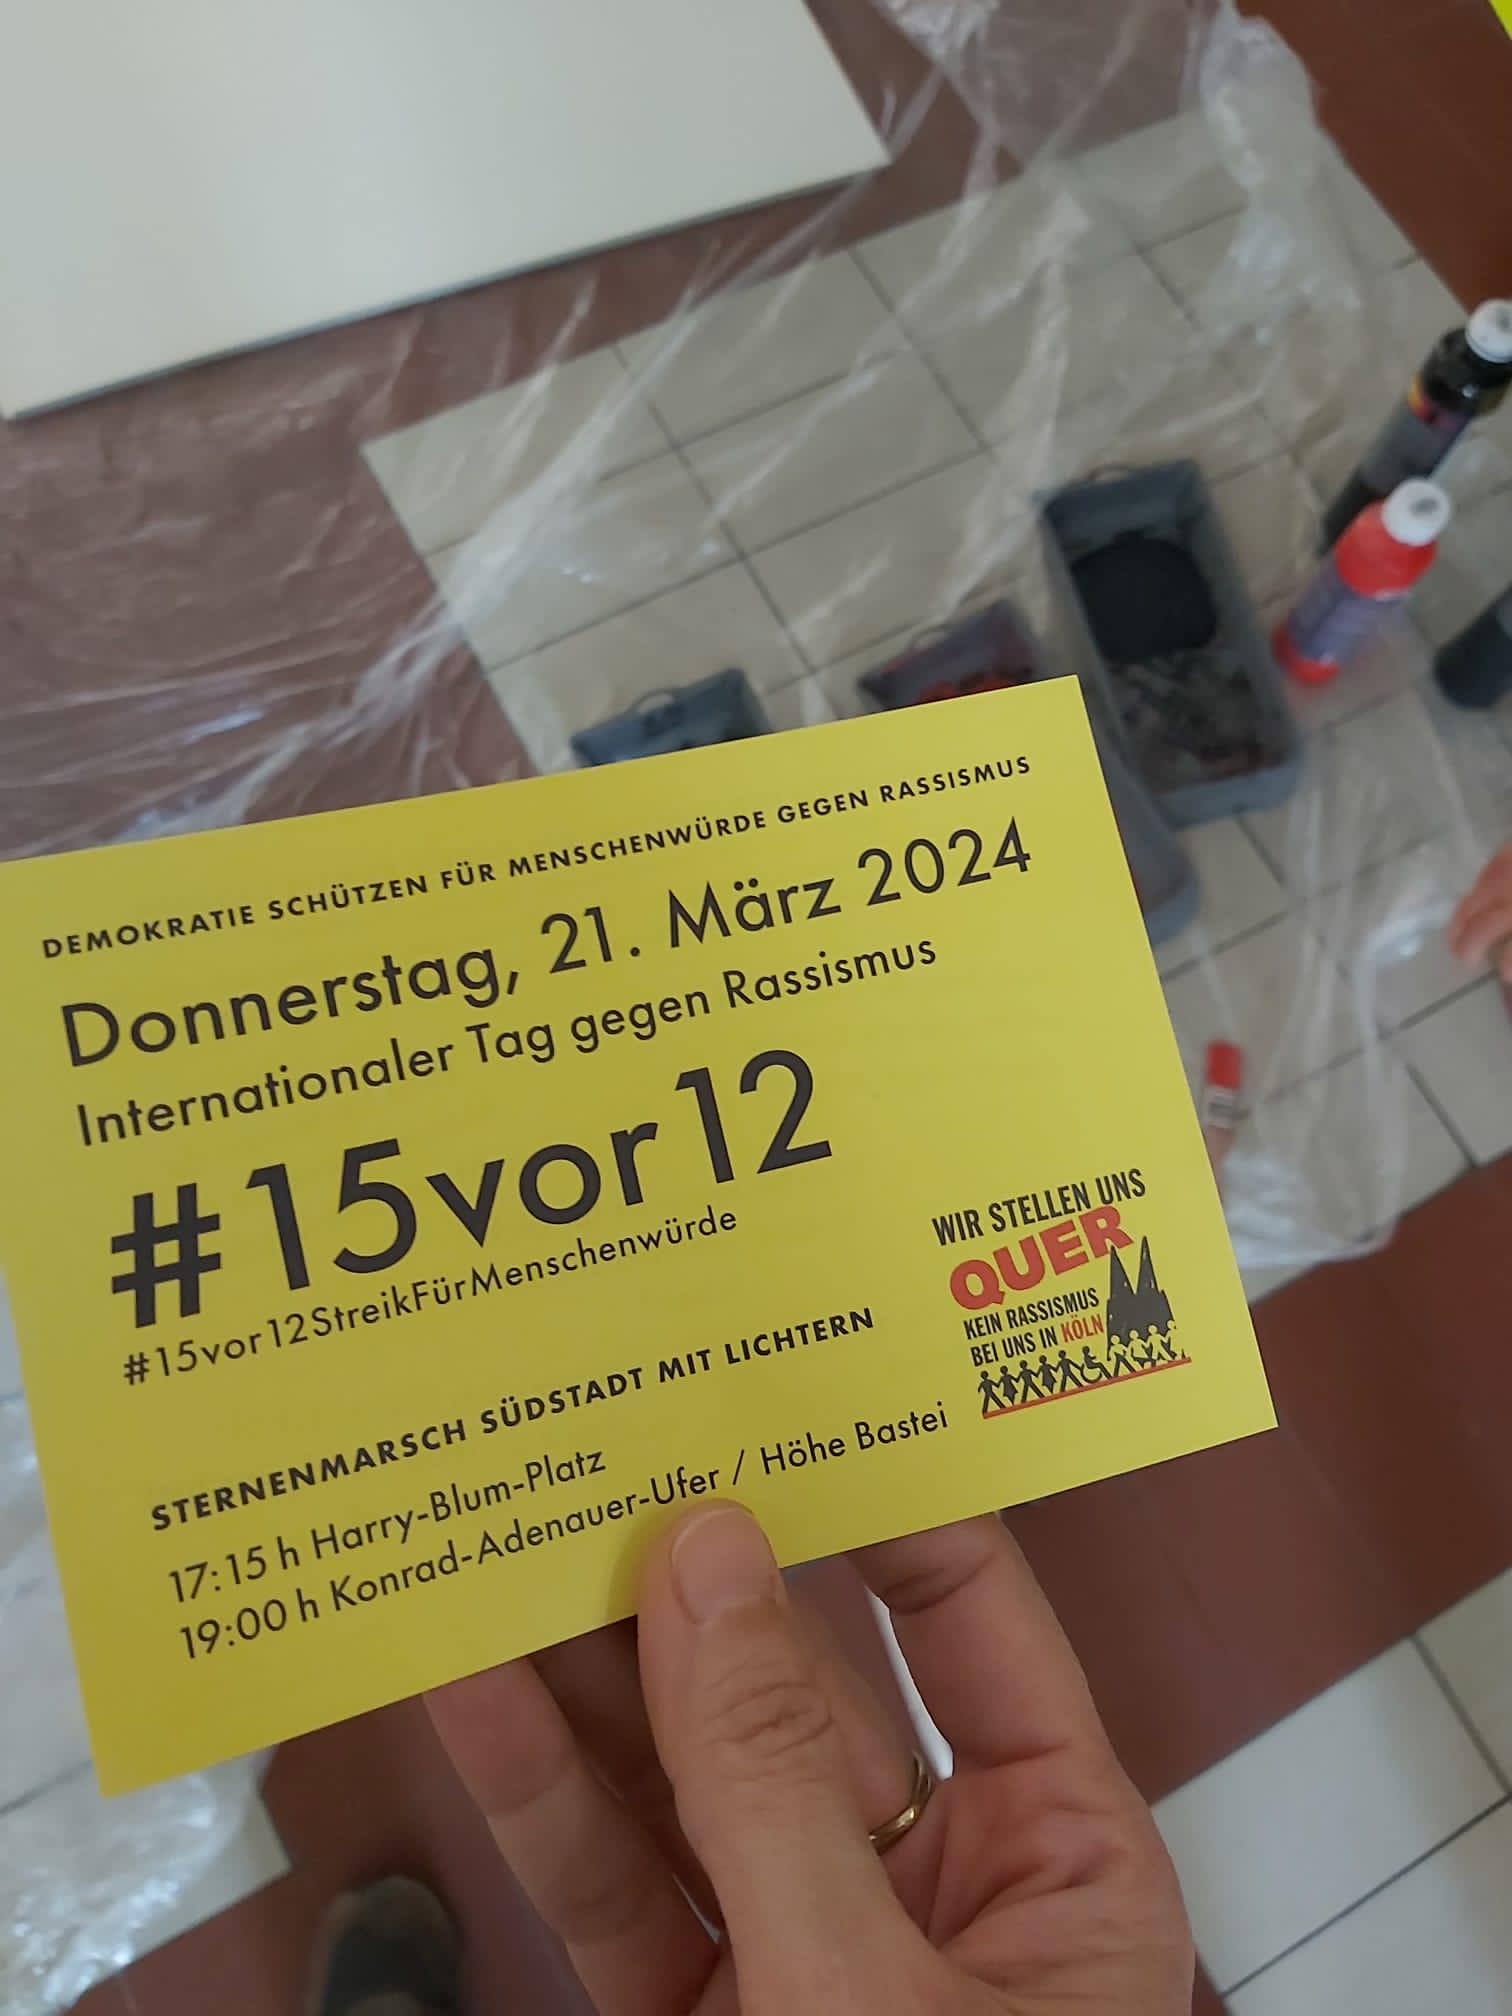 DEMOKRATIE SCHÜTZEN FÜR MENSCHENWÜRDE GEGEN RASSISMUS
Donnerstag, 21. März 2024
Internationaler Tag gegen Rassismus
#15vor12
#15vor12StreikFürMenschenwürde
STERNENMARSCH SÜDSTADT MIT LICHTERN
17:15 h Harry-Blum-Platz
19:00 h Konrad-Adenauer-Ufer / Höhe Bastei
WIR STELLEN UNS
QUER
KEIN RASSISMUS
BEI UNS IN KÖLN